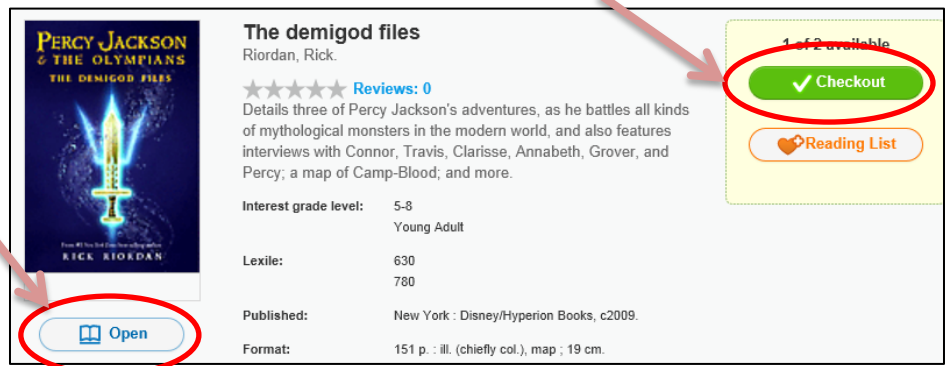 PERCY JACKSON
& THE OLYMPIANS
THE DEMIGOD FILES
RICK RIORDAN
Open
The demigod files
Riordan, Rick.
Reviews: 0
Details three of Percy Jackson's adventures, as he battles all kinds
of mythological monsters in the modern world, and also features
interviews with Connor, Travis, Clarisse, Annabeth, Grover, and
Percy; a map of Camp-Blood; and more.
Interest grade level: 5-8
Young Adult
Lexile: 630
780
Published: New York : Disney/Hyperion Books, c2009.
Format: 151 p. : ill. (chiefly col.), map ; 19 cm.
1 of 2 available
Checkout
Reading List